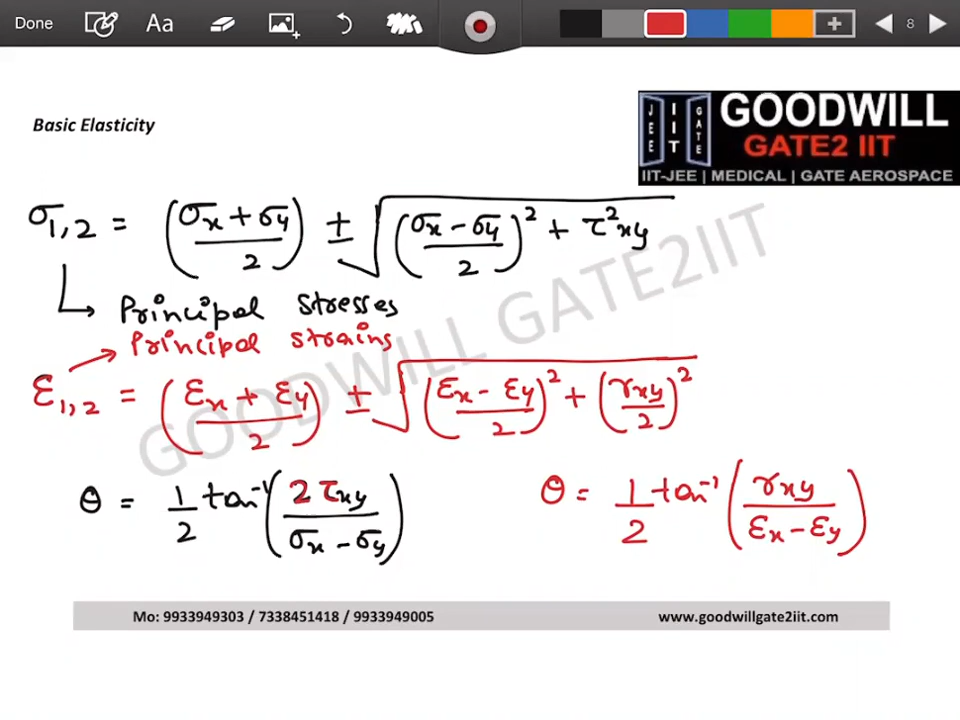 Done Aa 8
Basic Elasticity
JEE IIT GATE GOODWILL
GATE2 IIT
IIT-JEE | MEDICAL | GATE AEROSPACE
σ1,2 = ((σx + σy)/2) ± √(((σx - σy)/2)² + τ²xy)
Principal stresses
Principal strains
ε1,2 = ((εx + εy)/2) ± √(((εx - εy)/2)² + (γxy/2)²)
θ = 1/2 tan⁻¹(2τxy/(σx - σy)) θ = 1/2 tan⁻¹(γxy/(εx - εy))
GOODWILL GATE2IIT
Mo: 9933949303 / 7338451418 / 9933949005 www.goodwillgate2iit.com